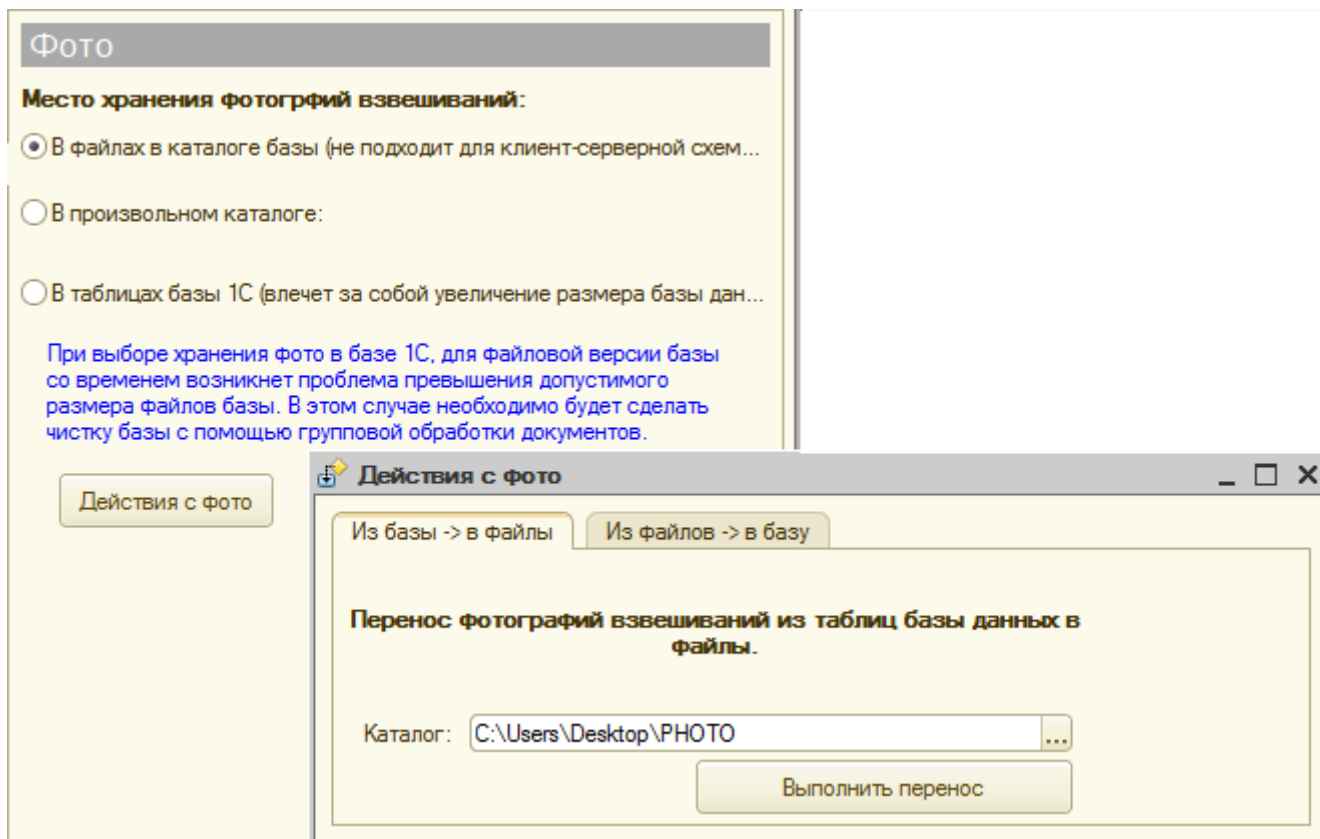 Фото
Место хранения фотогрфий взвешиваний:
В файлах в каталоге базы (не подходит для клиент-серверной схем...
В произвольном каталоге:
В таблицах базы 1С (влечет за собой увеличение размера базы дан...
При выборе хранения фото в базе 1С, для файловой версии базы
со временем возникнет проблема превышения допустимого
размера файлов базы. В этом случае необходимо будет сделать
чистку базы с помощью групповой обработки документов.
Действия с фото
Действия с фото
Из базы -> в файлы
Из файлов -> в базу
Перенос фотографий взвешиваний из таблиц базы данных в
файлы.
Каталог: C:\Users\Desktop\PHOTO ...
Выполнить перенос